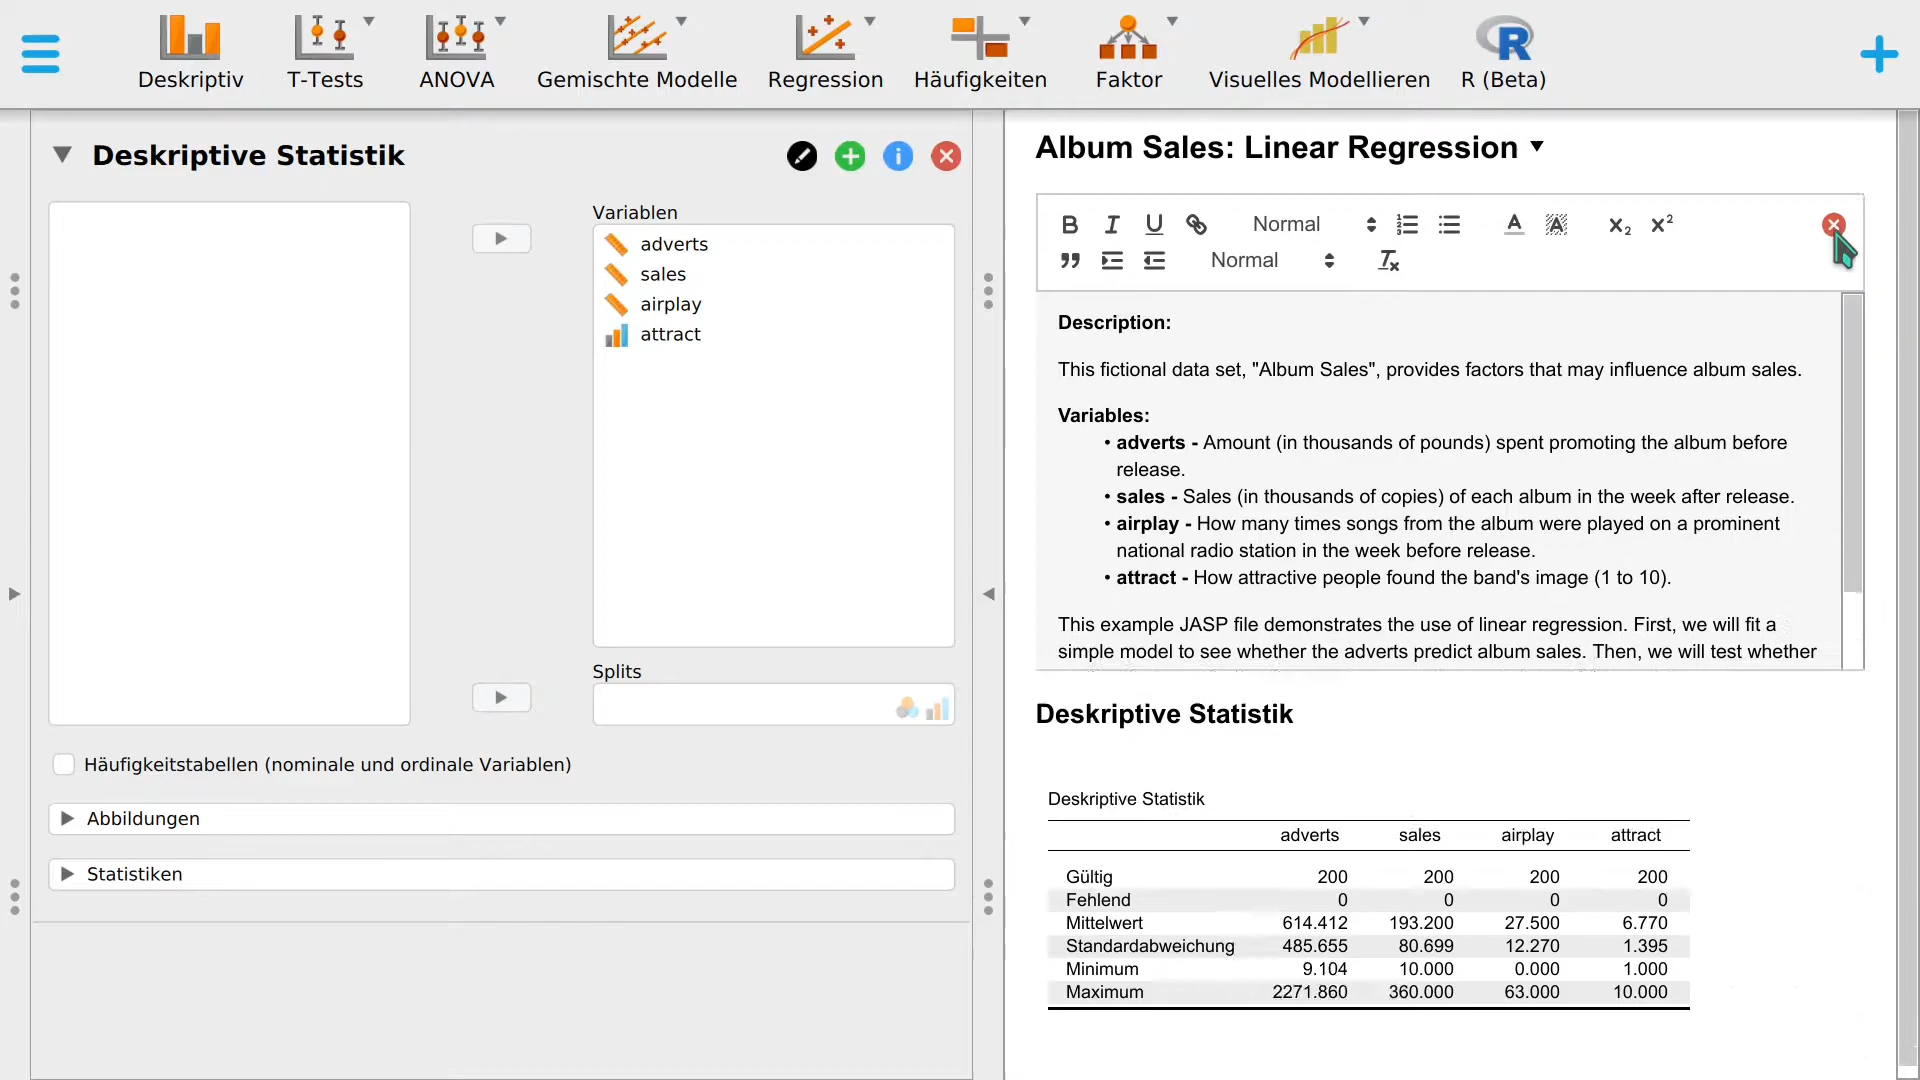 Deskriptiv
T-Tests
ANOVA
Gemischte Modelle
Regression
Häufigkeiten
Faktor
Visuelles Modellieren
R (Beta)
Deskriptive Statistik
Variablen
adverts
sales
airplay
attract
Splits
Häufigkeitstabellen (nominale und ordinale Variablen)
Abbildungen
Statistiken
Album Sales: Linear Regression
Normal
Normal
Description:
This fictional data set, "Album Sales", provides factors that may influence album sales.
Variables:
• adverts - Amount (in thousands of pounds) spent promoting the album before
release.
• sales - Sales (in thousands of copies) of each album in the week after release.
• airplay - How many times songs from the album were played on a prominent
national radio station in the week before release.
• attract - How attractive people found the band's image (1 to 10).
This example JASP file demonstrates the use of linear regression. First, we will fit a
simple model to see whether the adverts predict album sales. Then, we will test whether
Deskriptive Statistik
Deskriptive Statistik
adverts sales airplay attract
Gültig 200 200 200 200
Fehlend 0 0 0 0
Mittelwert 614.412 193.200 27.500 6.770
Standardabweichung 485.655 80.699 12.270 1.395
Minimum 9.104 10.000 0.000 1.000
Maximum 2271.860 360.000 63.000 10.000